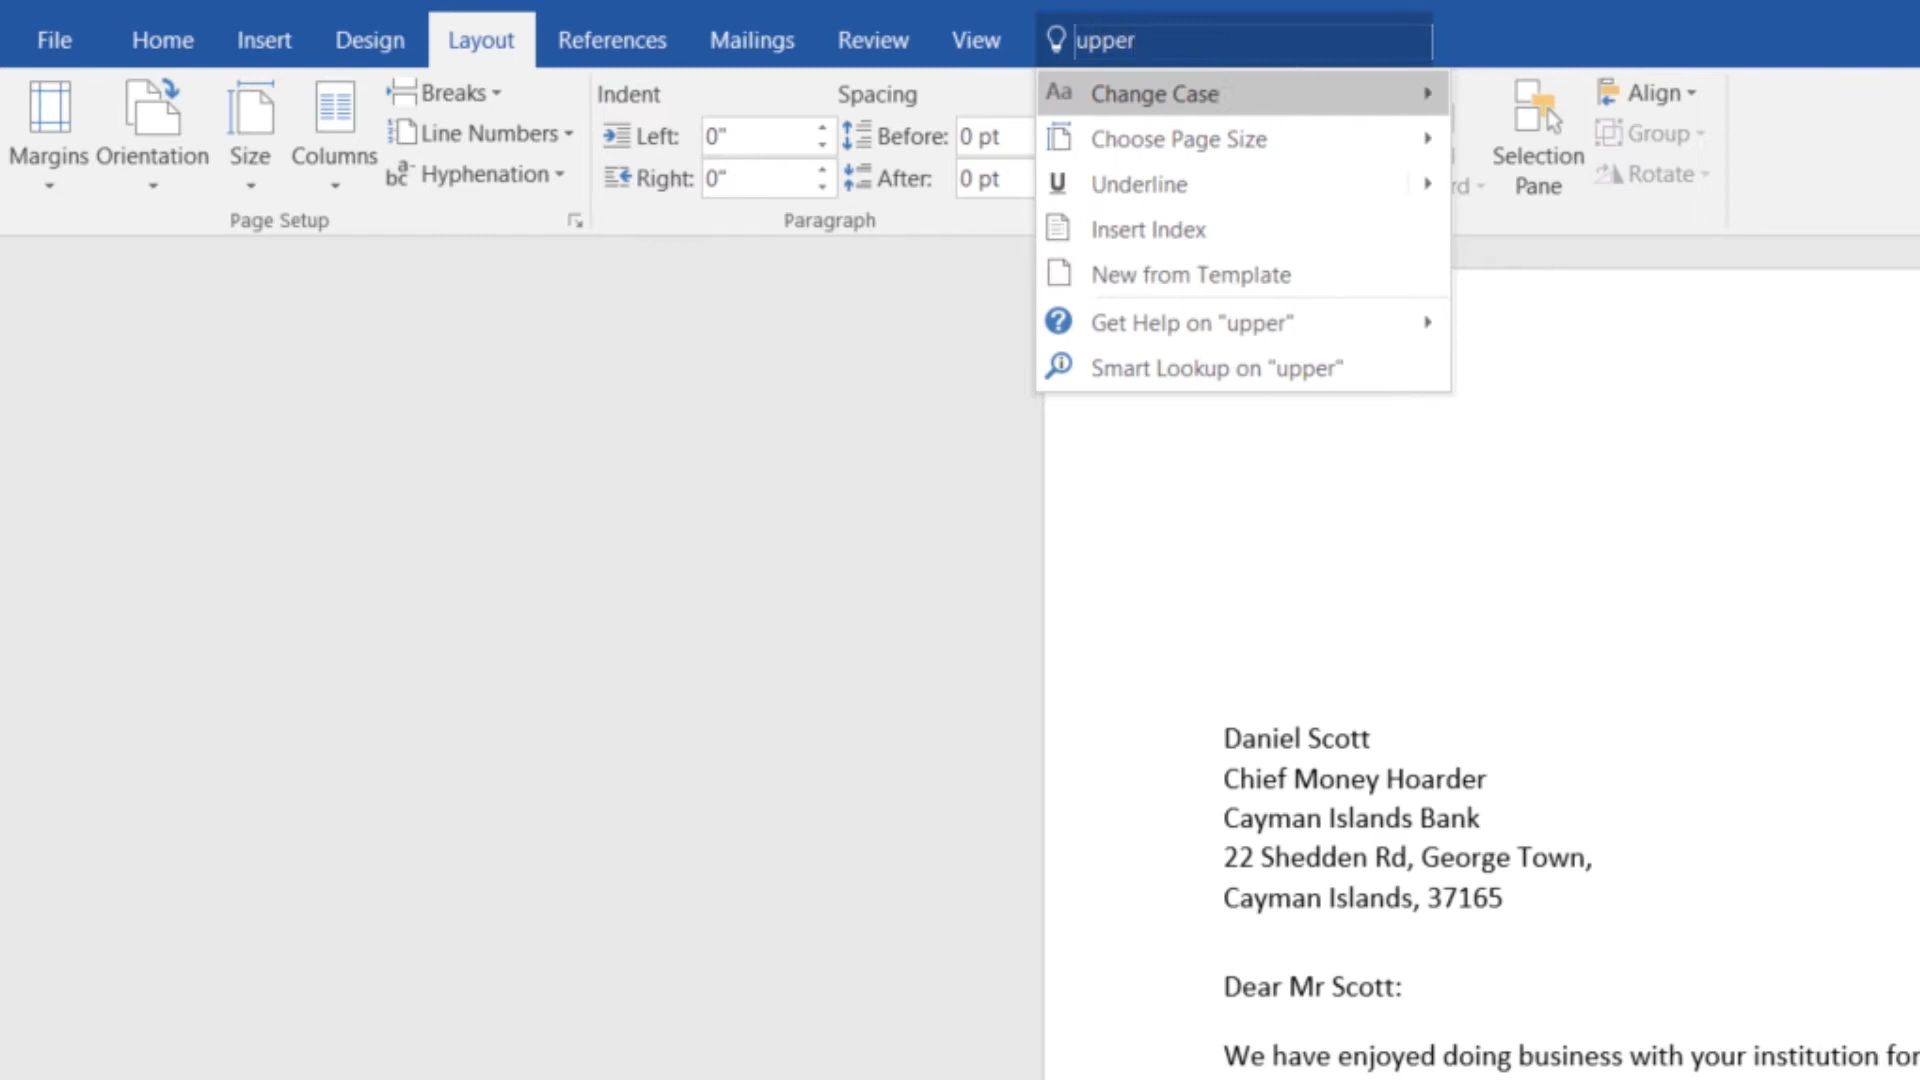 File Home Insert Design Layout References Mailings Review View upper
Margins Orientation Size Columns
Breaks
Line Numbers
Hyphenation
Page Setup
Indent
Left: 0"
Right: 0"
Spacing
Before: 0 pt
After: 0 pt
Paragraph
Change Case
Choose Page Size
Underline
Insert Index
New from Template
Get Help on "upper"
Smart Lookup on "upper"
Selection
Pane
Align
Group
Rotate
Daniel Scott
Chief Money Hoarder
Cayman Islands Bank
22 Shedden Rd, George Town,
Cayman Islands, 37165
Dear Mr Scott:
We have enjoyed doing business with your institution for